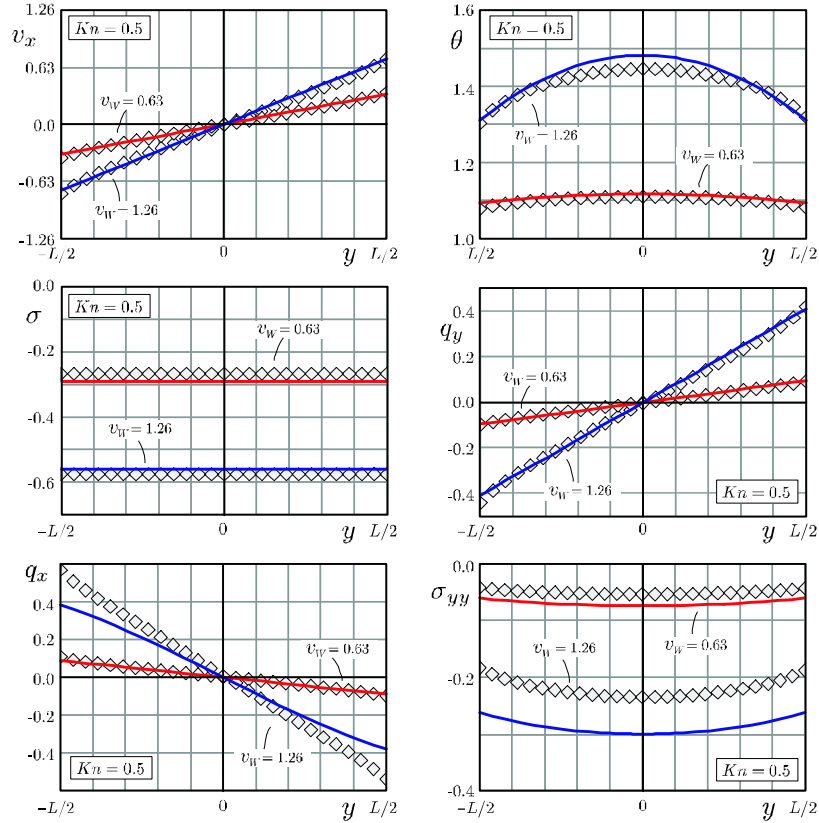 1.26
v_x
Kn = 0.5
0.63
v_W = 0.63
0.0
-0.63
v_W = 1.26
-1.26
-L/2
0
y
L/2
1.6
θ
Kn = 0.5
1.4
v_W = 1.26
v_W = 0.63
1.1
1.0
L/2
0
y
L/2
0.0
σ
Kn = 0.5
-0.2
v_W = 0.63
-0.4
v_W = 1.26
-0.6
-L/2
0
y
L/2
0.4
q_y
0.2
v_W = 0.63
0.0
-0.2
v_W = 1.26
-0.4
Kn = 0.5
-L/2
0
y
L/2
q_x
0.4
0.2
v_W = 0.63
0.0
-0.2
v_W = 1.26
-0.4
Kn = 0.5
-L/2
0
y
L/2
0.0
σ_yy
v_W = 1.26
v_W = 0.63
-0.2
Kn = 0.5
-0.4
-L/2
0
y
L/2